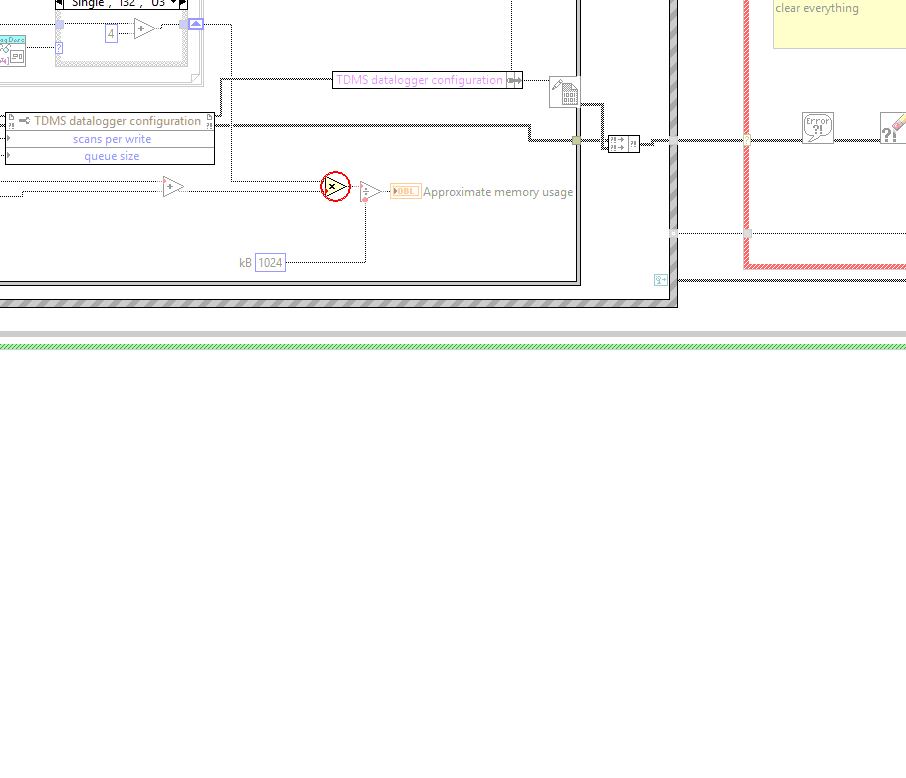 Single, I32, U3
clear everything
4
?
TDMS datalogger configuration
TDMS datalogger configuration
Error
?!
?!
scans per write
queue size
DBL
Approximate memory usage
kB 1024